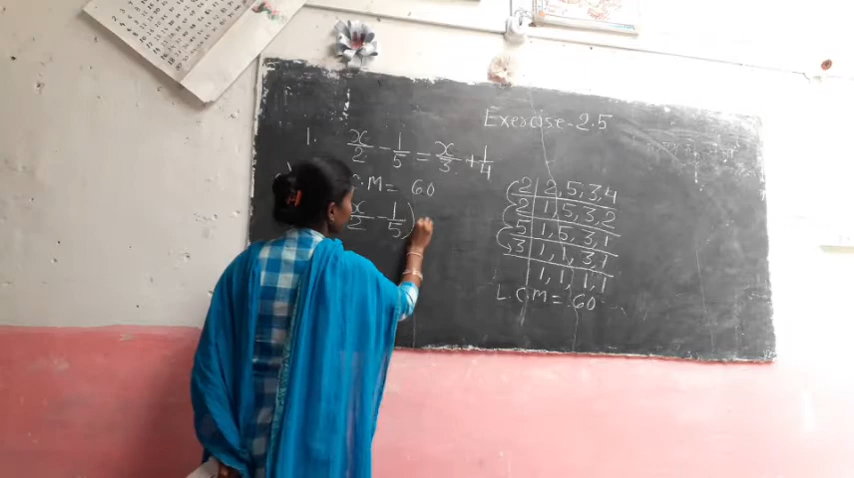 Exercise-2.5
1. x/2 - 1/5 = x/3 + 1/4
.M = 60
x/2 - 1/5)
2 | 2, 5, 3, 4
2 | 1, 5, 3, 2
5 | 1, 5, 3, 1
3 | 1, 1, 3, 1
1, 1, 1, 1
L.C.M = 60